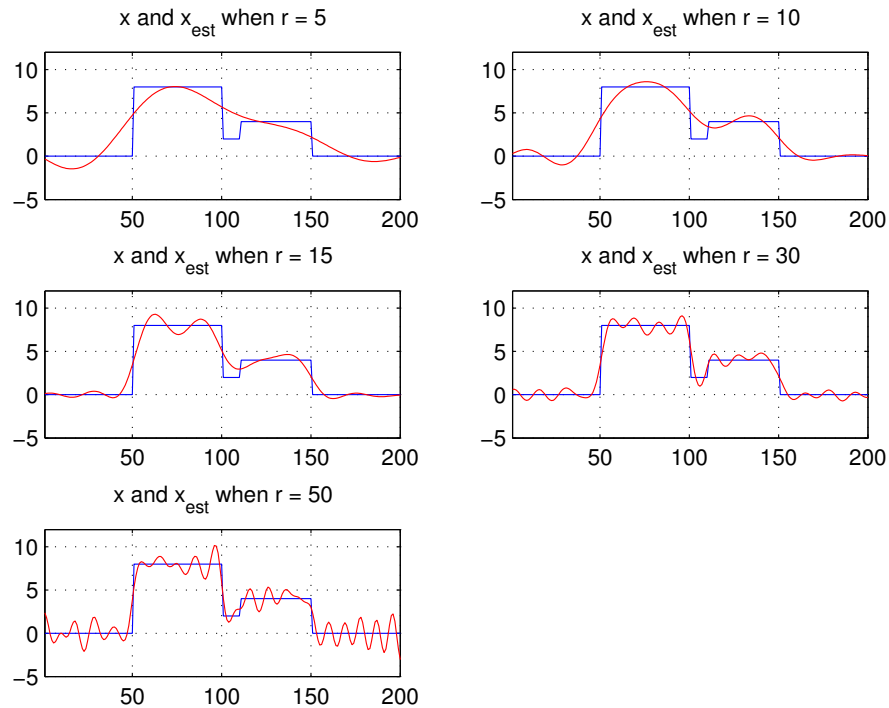 x and x_est when r = 5
10
5
0
−5
50 100 150 200
x and x_est when r = 10
10
5
0
−5
50 100 150 200
x and x_est when r = 15
10
5
0
−5
50 100 150 200
x and x_est when r = 30
10
5
0
−5
50 100 150 200
x and x_est when r = 50
10
5
0
−5
50 100 150 200